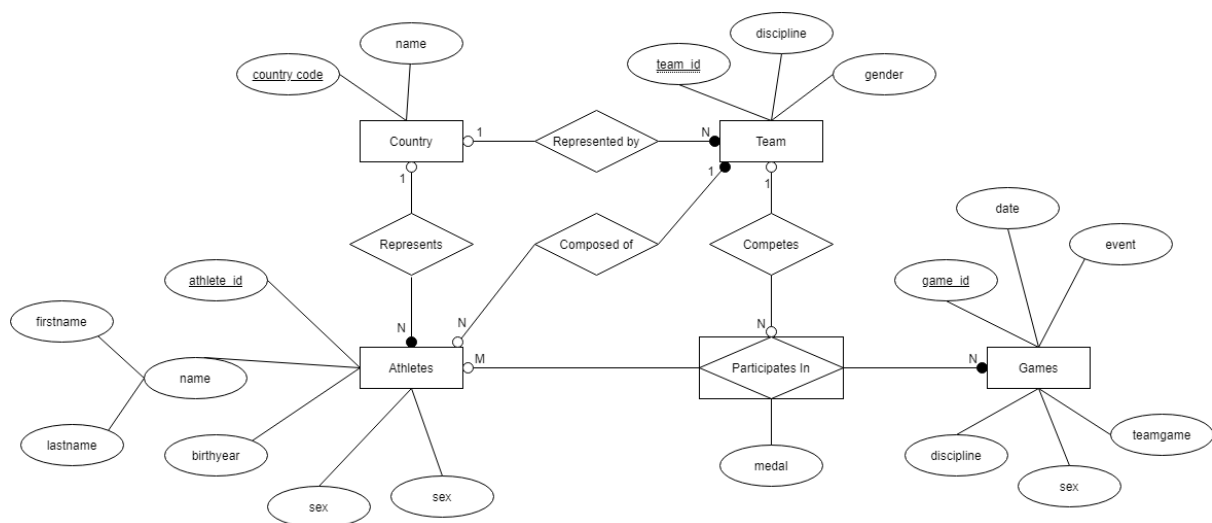 name
discipline
country code
team_id
gender
Country
1
Represented by
N
Team
1
1
1
date
Represents
Composed of
Competes
event
athlete_id
game_id
firstname
N
N
N
name
Athletes
M
Participates In
N
Games
lastname
birthyear
teamgame
discipline
medal
sex
sex
sex